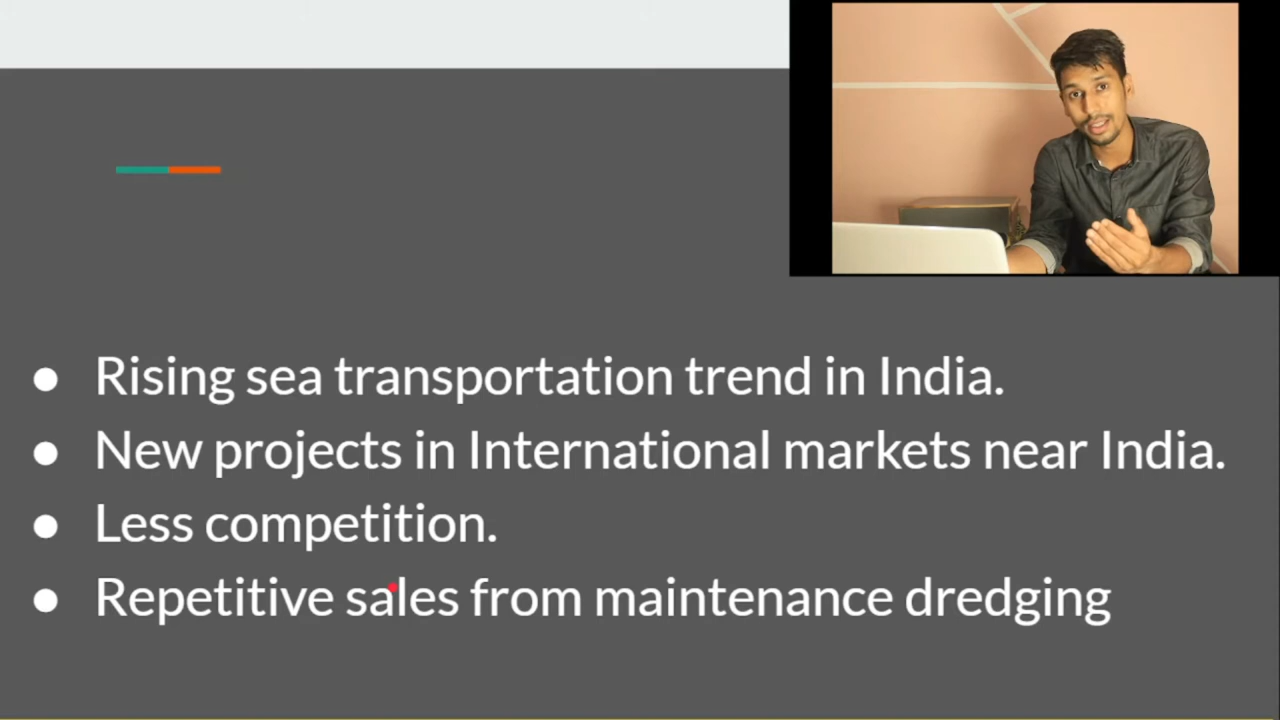 ● Rising sea transportation trend in India.
● New projects in International markets near India.
● Less competition.
● Repetitive sales from maintenance dredging